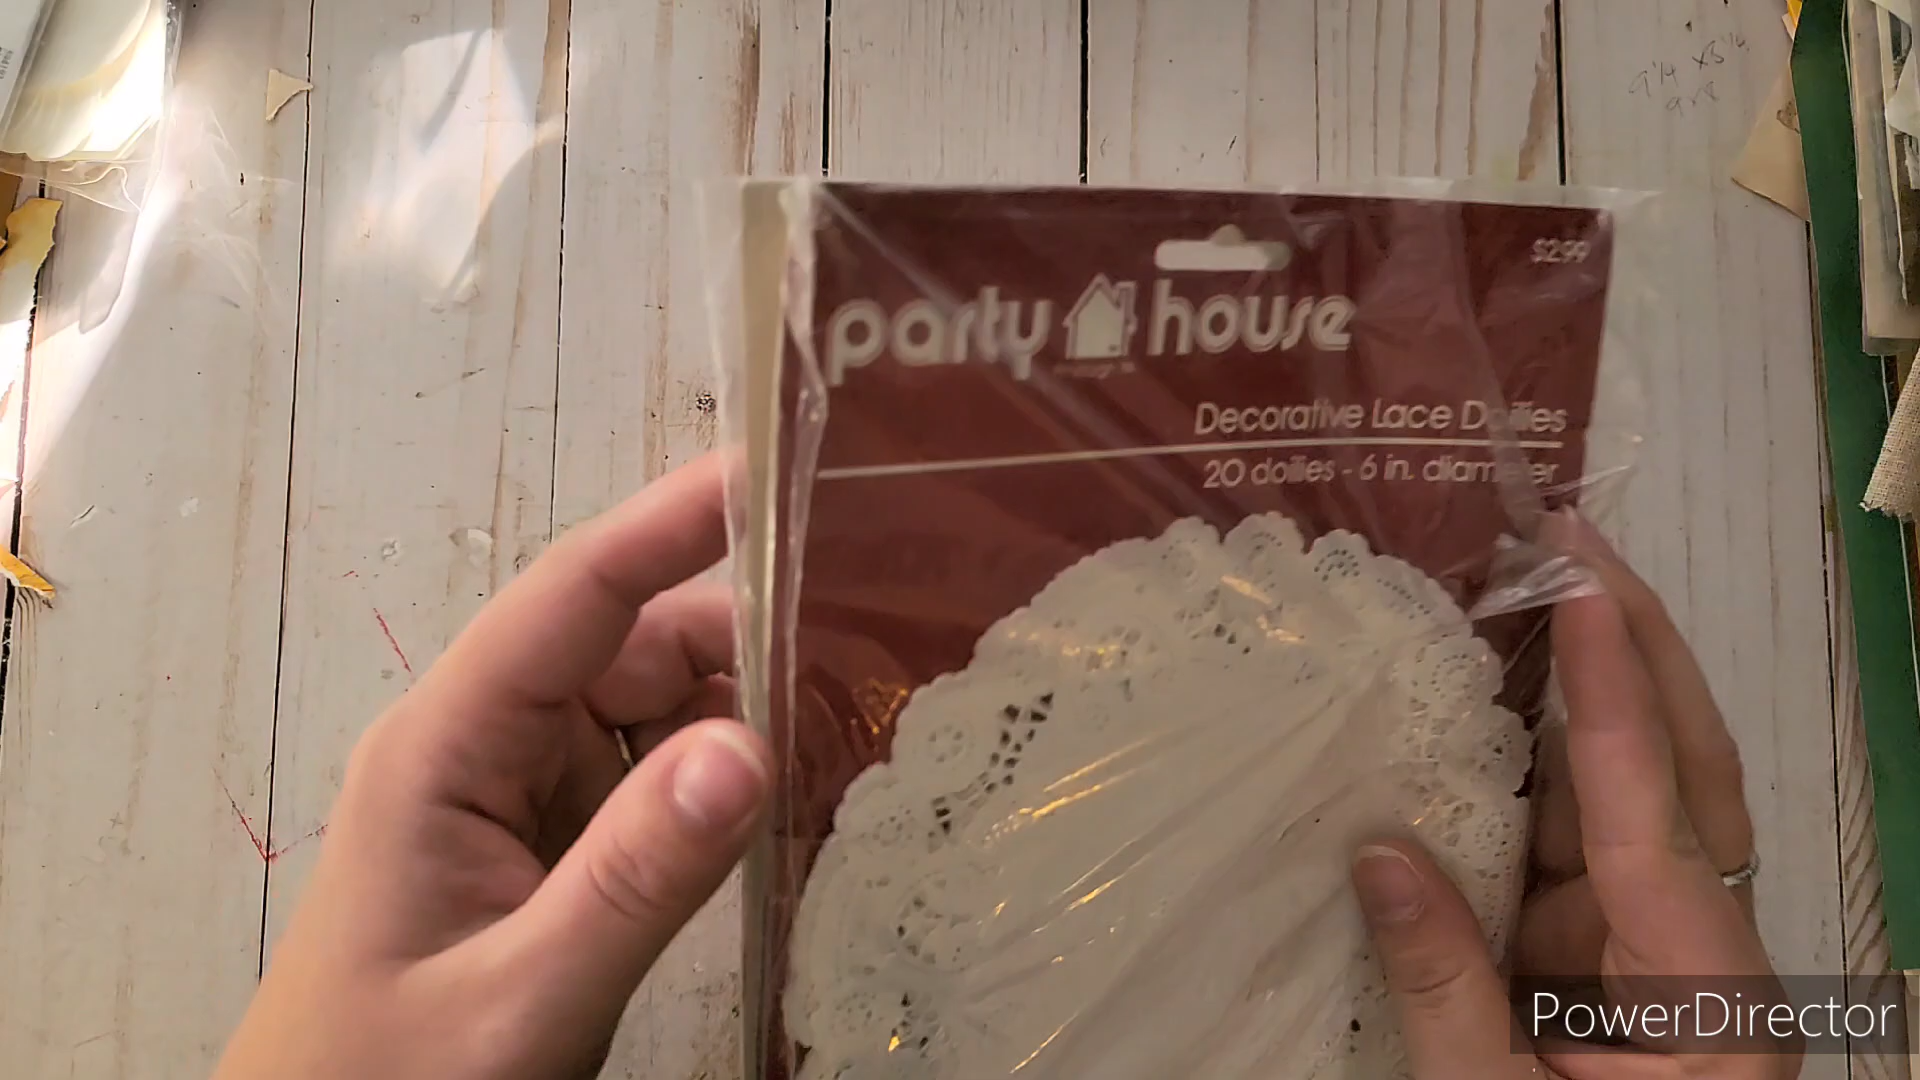 $2.99
party house
Decorative Lace Doilies
20 doilies - 6 in. diameter
PowerDirector